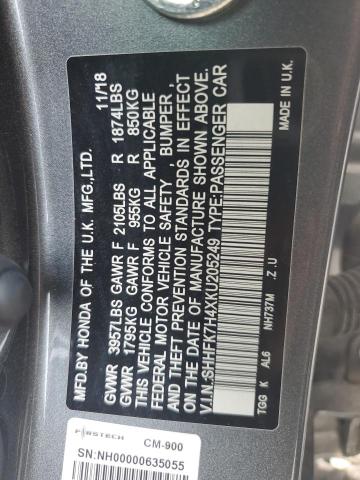 MFD.BY HONDA OF THE U.K. MFG.,LTD. 11/18
GVWR 3957LBS GAWR F 2105LBS R 1874LBS
GVWR 1795KG GAWR F 955KG R 850KG
THIS VEHICLE CONFORMS TO ALL APPLICABLE
FEDERAL MOTOR VEHICLE SAFETY , BUMPER ,
AND THEFT PREVENTION STANDARDS IN EFFECT
ON THE DATE OF MANUFACTURE SHOWN ABOVE.
V.I.N.:SHHFK7H4XKU205249 TYPE:PASSENGER CAR
NH737M .Z .U MADE IN U.K.
TGG K AL6
FIRSTECH CM-900
SN:NH00000635055